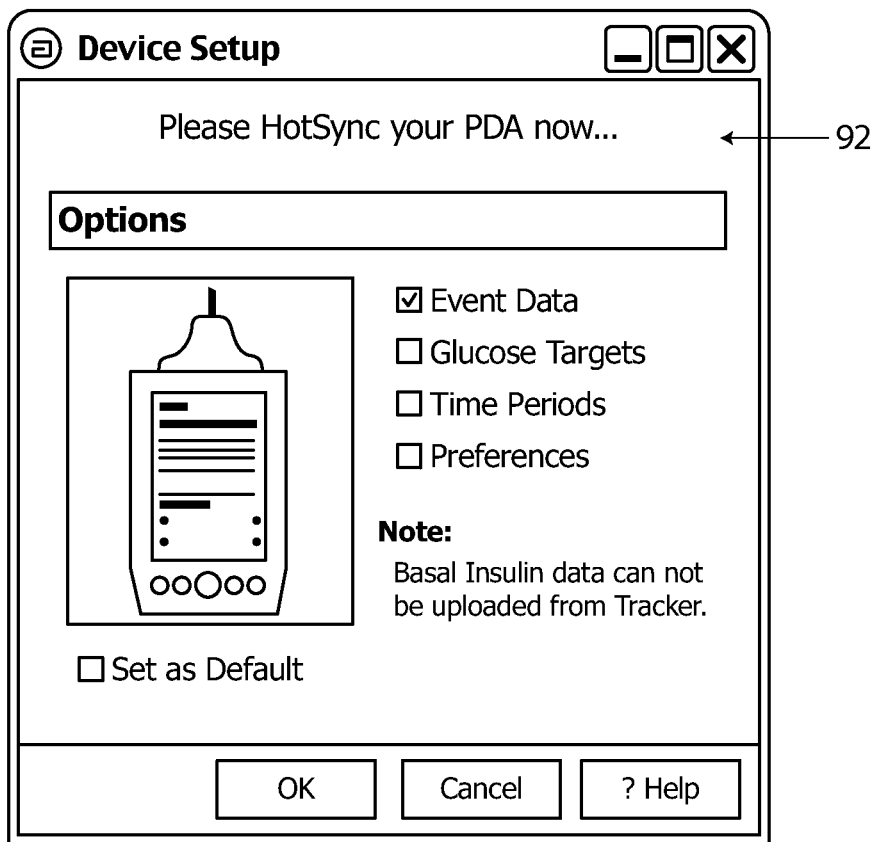 Device Setup
Please HotSync your PDA now...
92
Options
Event Data
Glucose Targets
Time Periods
Preferences
Note:
Basal Insulin data can not
be uploaded from Tracker.
Set as Default
OK
Cancel
? Help